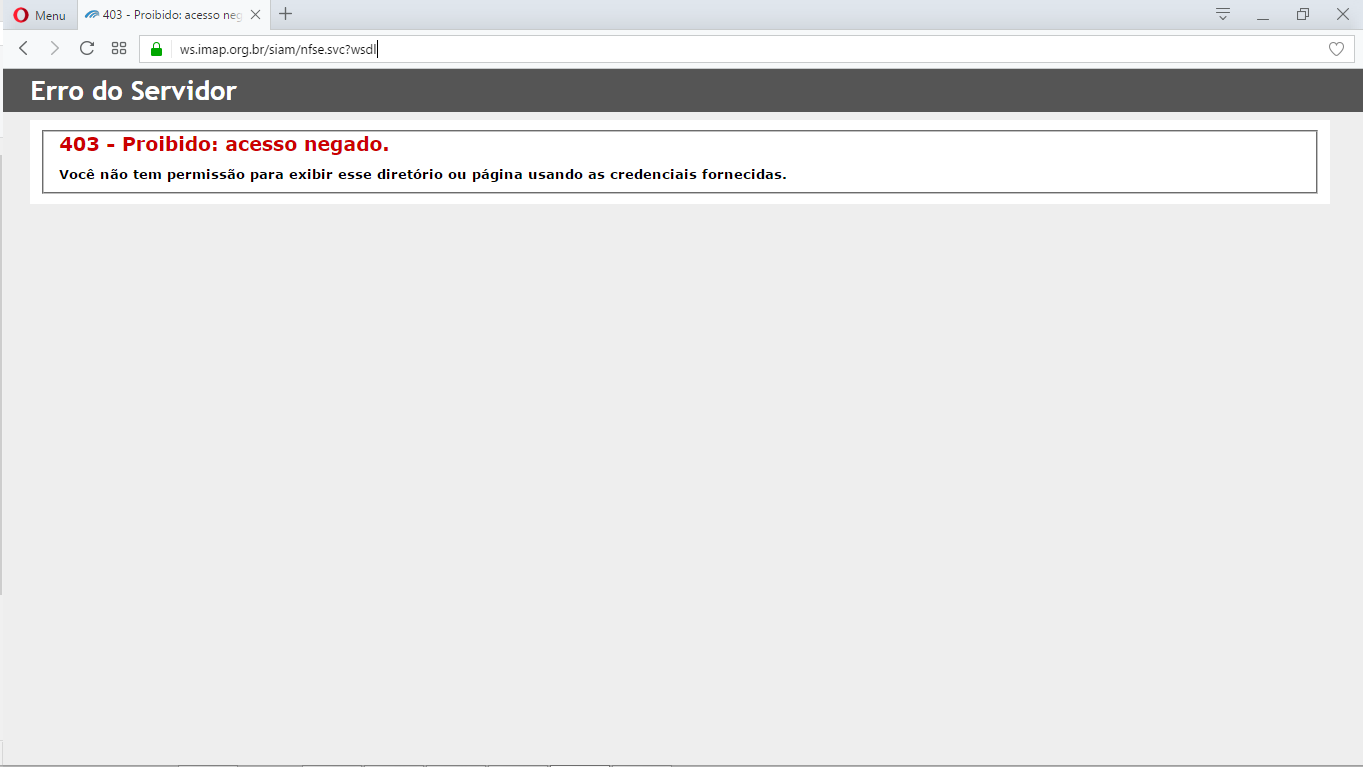 Menu
403 - Proibido: acesso neg
ws.imap.org.br/siam/nfse.svc?wsdl
Erro do Servidor
403 - Proibido: acesso negado.
Você não tem permissão para exibir esse diretório ou página usando as credenciais fornecidas.